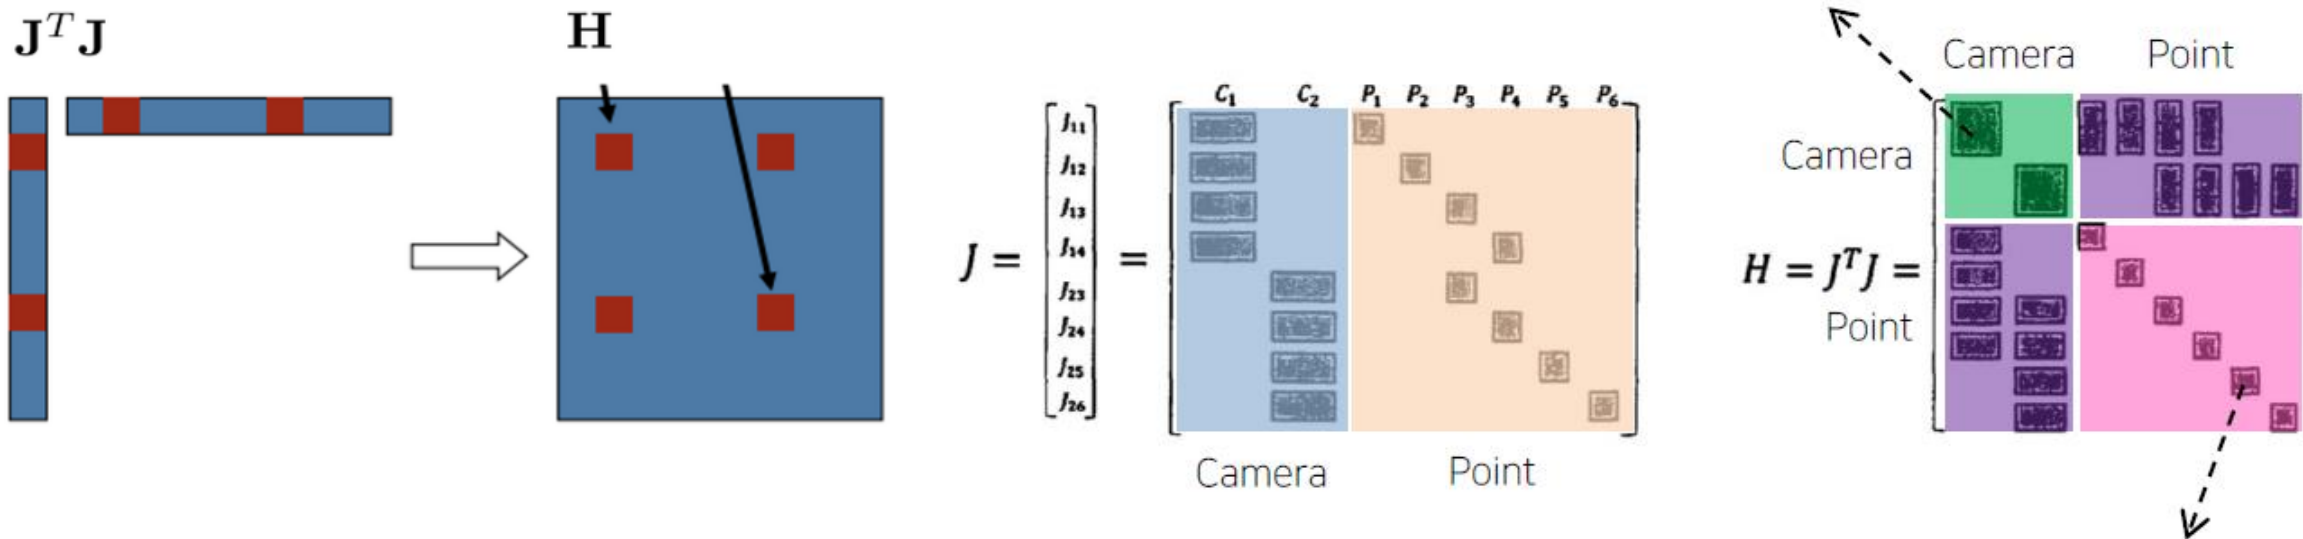 J^T J
H
J =
J₁₁
J₁₂
J₁₃
J₁₄
J₂₃
J₂₄
J₂₅
J₂₆
=
C₁ C₂ P₁ P₂ P₃ P₄ P₅ P₆
Camera Point
Camera Point
Camera
H = J^T J =
Point